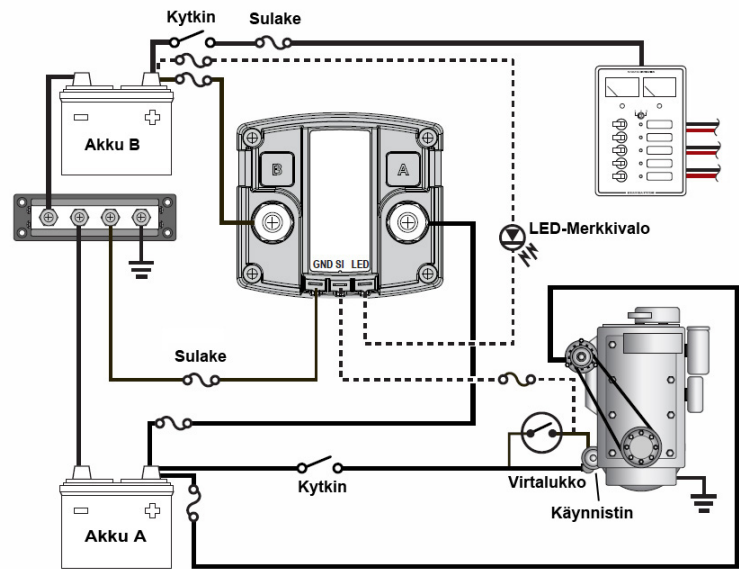 Kytkin
Sulake
Akku B
B
A
LED-Merkkivalo
GND SI LED
Sulake
Kytkin
Virtalukko
Käynnistin
Akku A